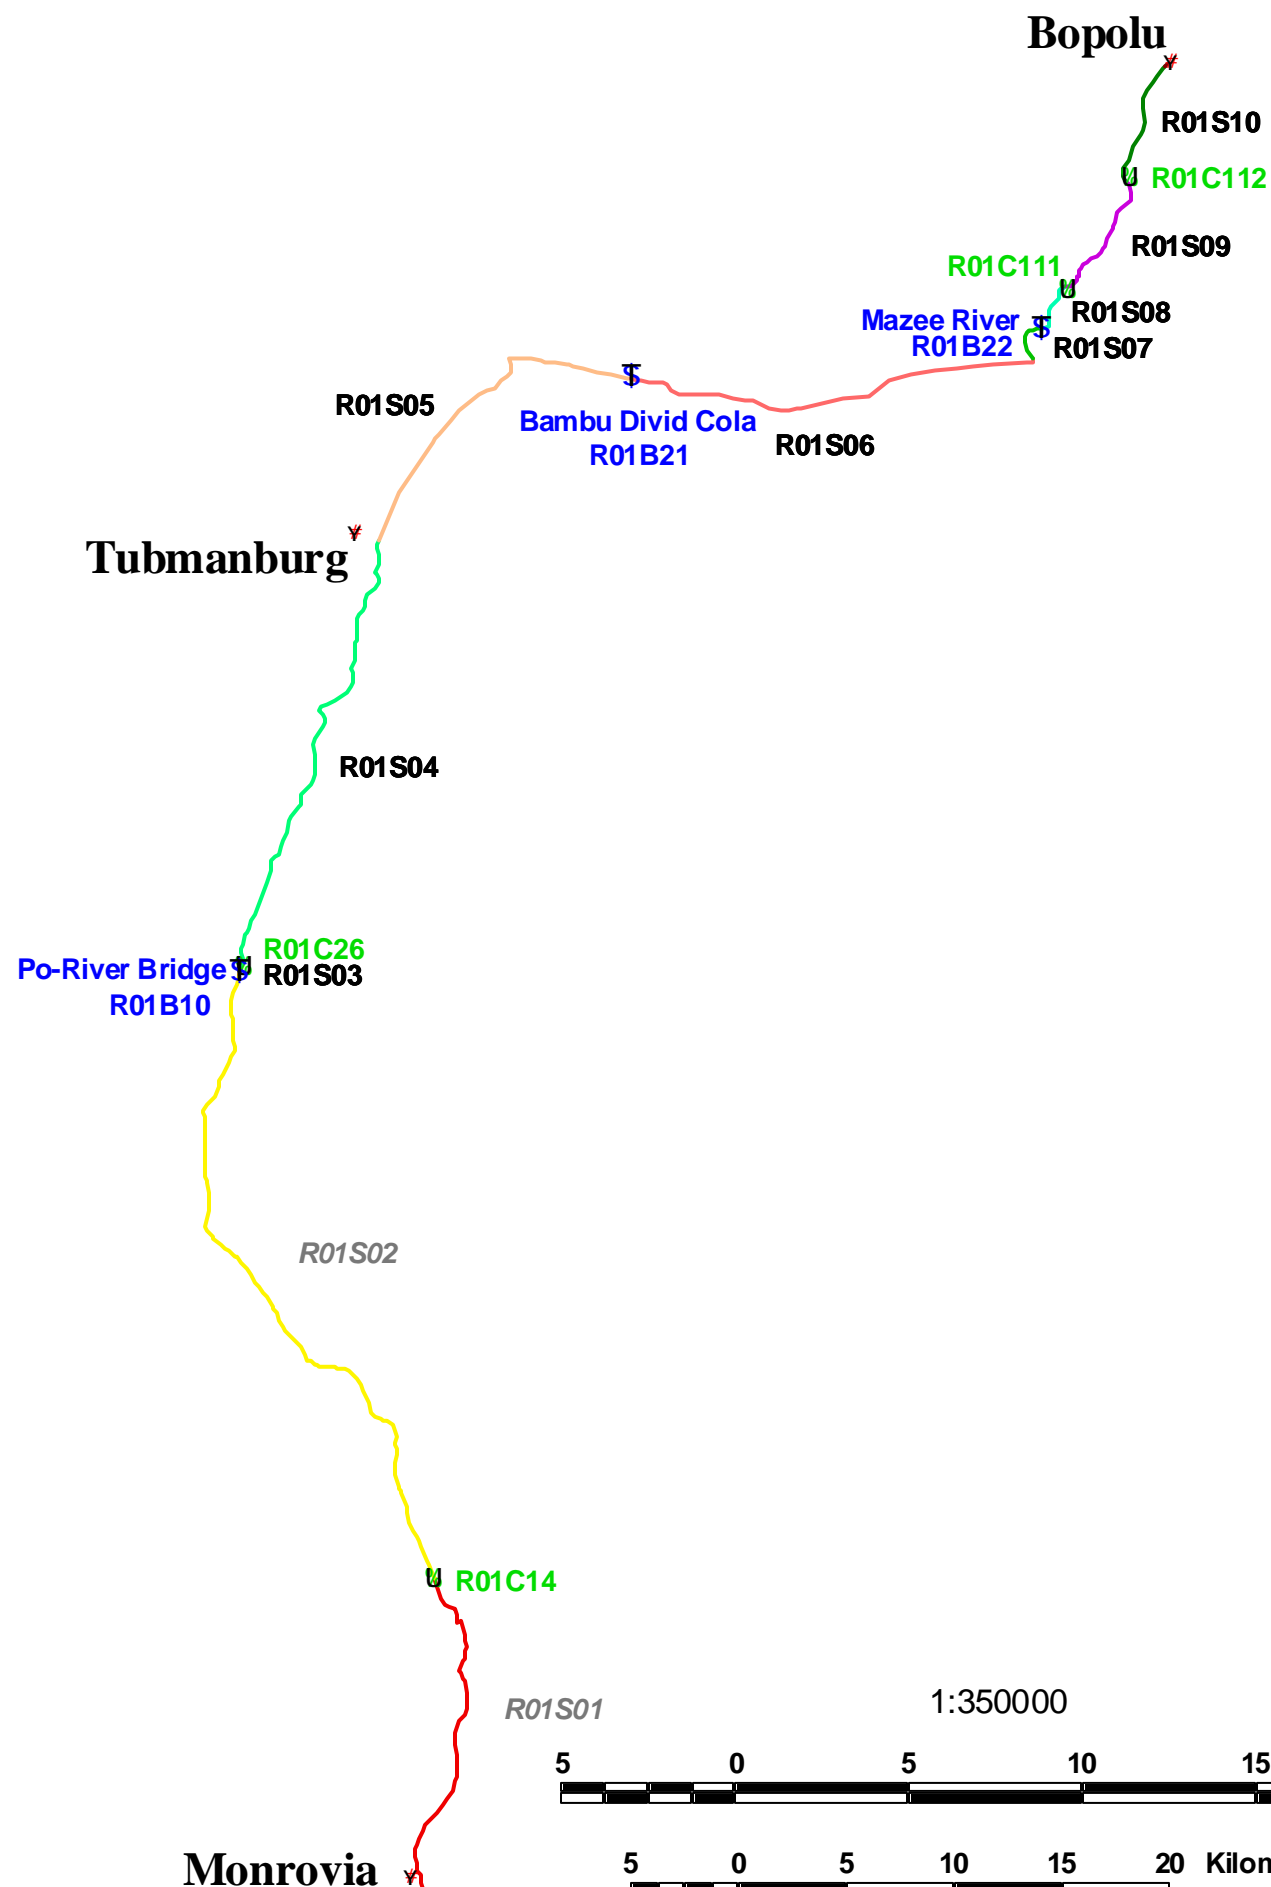 Bopolu
R01S10
R01C112
R01S09
R01C111
R01S08
Mazee River
R01B22
R01S07
R01S05
Bambu Divid Cola
R01B21
R01S06
Tubmanburg
R01S04
R01C26
Po-River Bridge
R01S03
R01B10
R01S02
R01C14
R01S01
1:350000
5 0 5 10 15
Monrovia
5 0 5 10 15 20 Kilom